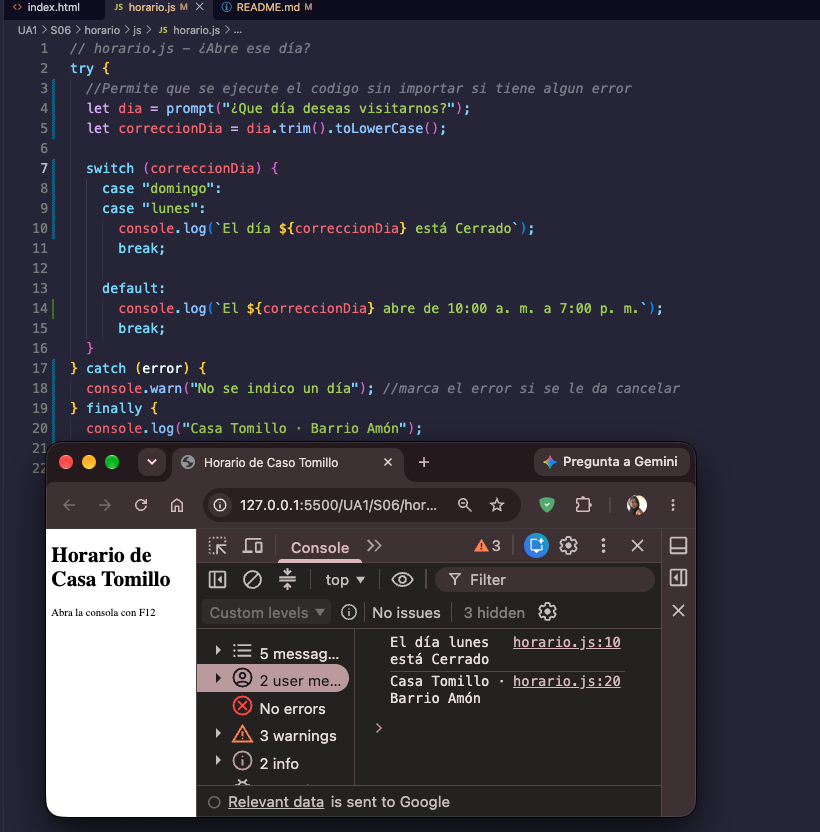 index.html
JS horario.js M
README.md M
UA1 > S06 > horario > js > JS horario.js > ...
1 // horario.js – ¿Abre ese día?
2 try {
3 //Permite que se ejecute el codigo sin importar si tiene algun error
4 let dia = prompt("¿Que día deseas visitarnos?");
5 let correccionDia = dia.trim().toLowerCase();
6
7 switch (correccionDia) {
8 case "domingo":
9 case "lunes":
10 console.log(`El día ${correccionDia} está Cerrado`);
11 break;
12
13 default:
14 console.log(`El ${correccionDia} abre de 10:00 a. m. a 7:00 p. m.`);
15 break;
16 }
17 } catch (error) {
18 console.warn("No se indico un día"); //marca el error si se le da cancelar
19 } finally {
20 console.log("Casa Tomillo · Barrio Amón");
21
22
Horario de Caso Tomillo
Pregunta a Gemini
127.0.0.1:5500/UA1/S06/hor...
Horario de
Casa Tomillo
Abra la consola con F12
Console
3
top
Filter
Custom levels
No issues
3 hidden
5 messag...
2 user me...
No errors
3 warnings
2 info
El día lunes horario.js:10
está Cerrado
Casa Tomillo · horario.js:20
Barrio Amón
Relevant data is sent to Google